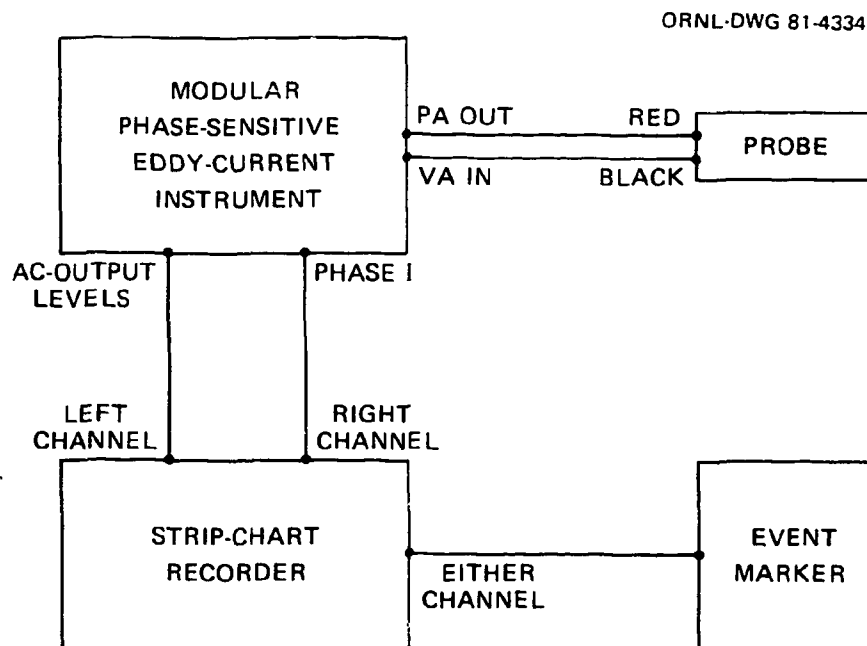 ORNL-DWG 81-4334
MODULAR
PHASE-SENSITIVE
EDDY-CURRENT
INSTRUMENT
PA OUT
RED
VA IN
BLACK
PROBE
AC-OUTPUT
LEVELS
PHASE I
LEFT
CHANNEL
RIGHT
CHANNEL
STRIP-CHART
RECORDER
EITHER
CHANNEL
EVENT
MARKER